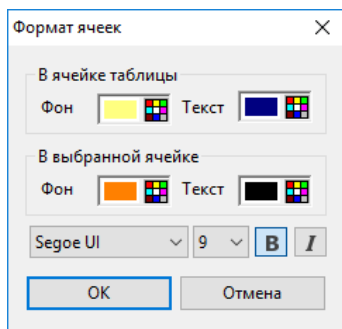 Формат ячеек
В ячейке таблицы
Фон Текст
В выбранной ячейке
Фон Текст
Segoe UI 9 B I
OK Отмена